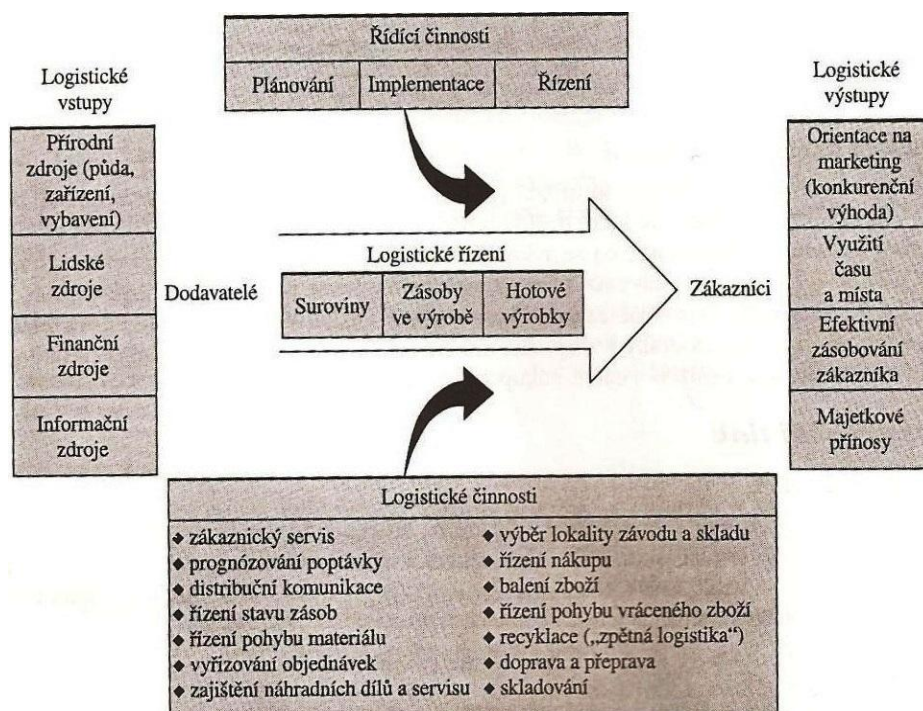 Řídící činnosti
Plánování
Implementace
Řízení
Logistické
vstupy
Přírodní
zdroje (půda,
zařízení,
vybavení)
Lidské
zdroje
Finanční
zdroje
Informační
zdroje
Dodavatelé
Logistické řízení
Suroviny
Zásoby
ve výrobě
Hotové
výrobky
Zákazníci
Logistické
výstupy
Orientace na
marketing
(konkurenční
výhoda)
Využití
času
a místa
Efektivní
zásobování
zákazníka
Majetkové
přínosy
Logistické činnosti
◆ zákaznický servis
◆ prognózování poptávky
◆ distribuční komunikace
◆ řízení stavu zásob
◆ řízení pohybu materiálu
◆ vyřizování objednávek
◆ zajištění náhradních dílů a servisu
◆ výběr lokality závodu a skladu
◆ řízení nákupu
◆ balení zboží
◆ řízení pohybu vráceného zboží
◆ recyklace („zpětná logistika“)
◆ doprava a přeprava
◆ skladování